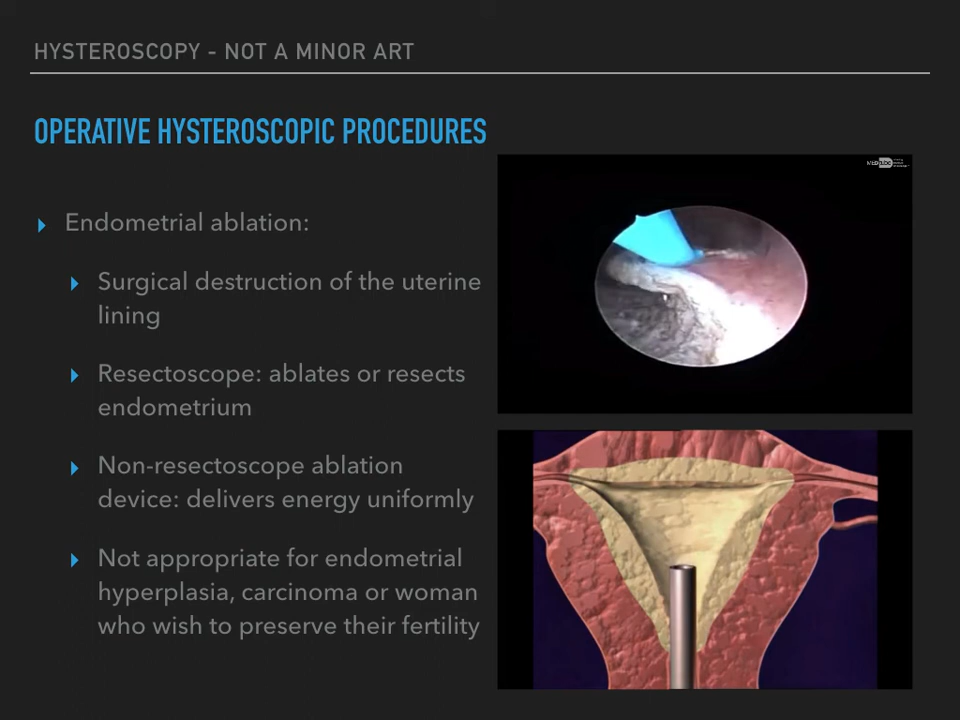 HYSTEROSCOPY - NOT A MINOR ART
OPERATIVE HYSTEROSCOPIC PROCEDURES
Endometrial ablation:
Surgical destruction of the uterine
lining
Resectoscope: ablates or resects
endometrium
Non-resectoscope ablation
device: delivers energy uniformly
Not appropriate for endometrial
hyperplasia, carcinoma or woman
who wish to preserve their fertility